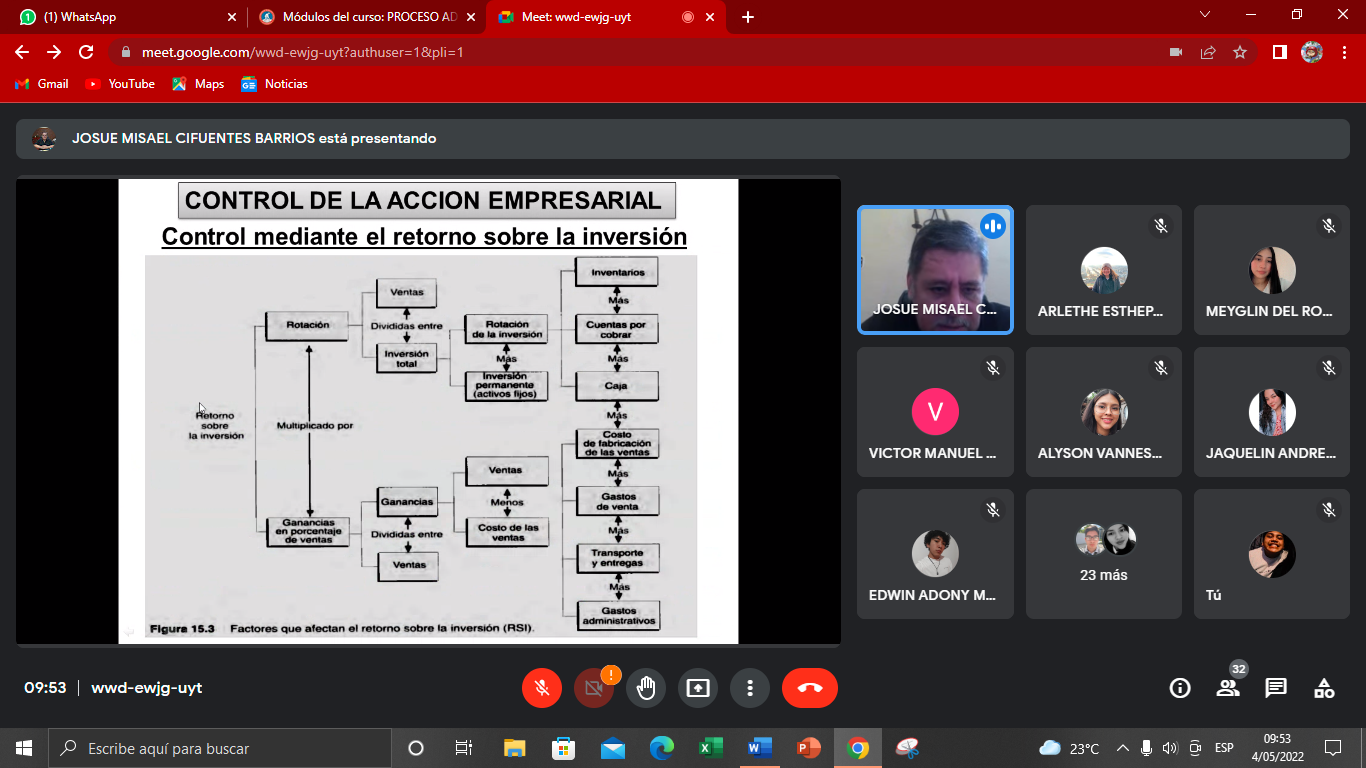 (1) WhatsApp
Módulos del curso: PROCESO AD
Meet: wwd-ewjg-uyt
meet.google.com/wwd-ewjg-uyt?authuser=1&pli=1
Gmail
YouTube
Maps
Noticias
JOSUE MISAEL CIFUENTES BARRIOS está presentando
CONTROL DE LA ACCION EMPRESARIAL
Control mediante el retorno sobre la inversión
Retorno
sobre
la inversión
Rotación
Multiplicado por
Ganancias
en porcentaje
de ventas
Ventas
Divididas entre
Inversión
total
Rotación
de la inversión
Más
Inversión
permanente
(activos fijos)
Inventarios
Más
Cuentas por
cobrar
Más
Caja
Más
Ganancias
Dividídas entre
Ventas
Ventas
Menos
Costo de las
ventas
Costo
de fabricación
de las ventas
Más
Gastos
de venta
Más
Transporte
y entregas
Más
Gastos
administrativos
Figura 15.3 Factores que afectan el retorno sobre la inversión (RSI).
JOSUE MISAEL C...
ARLETHE ESTHEP...
MEYGLIN DEL RO...
V
VICTOR MANUEL ...
ALYSON VANNES...
JAQUELIN ANDRE...
EDWIN ADONY M...
23 más
Tú
09:53 | wwd-ewjg-uyt
!
32
Escribe aquí para buscar
23°C
ESP
09:53
4/05/2022